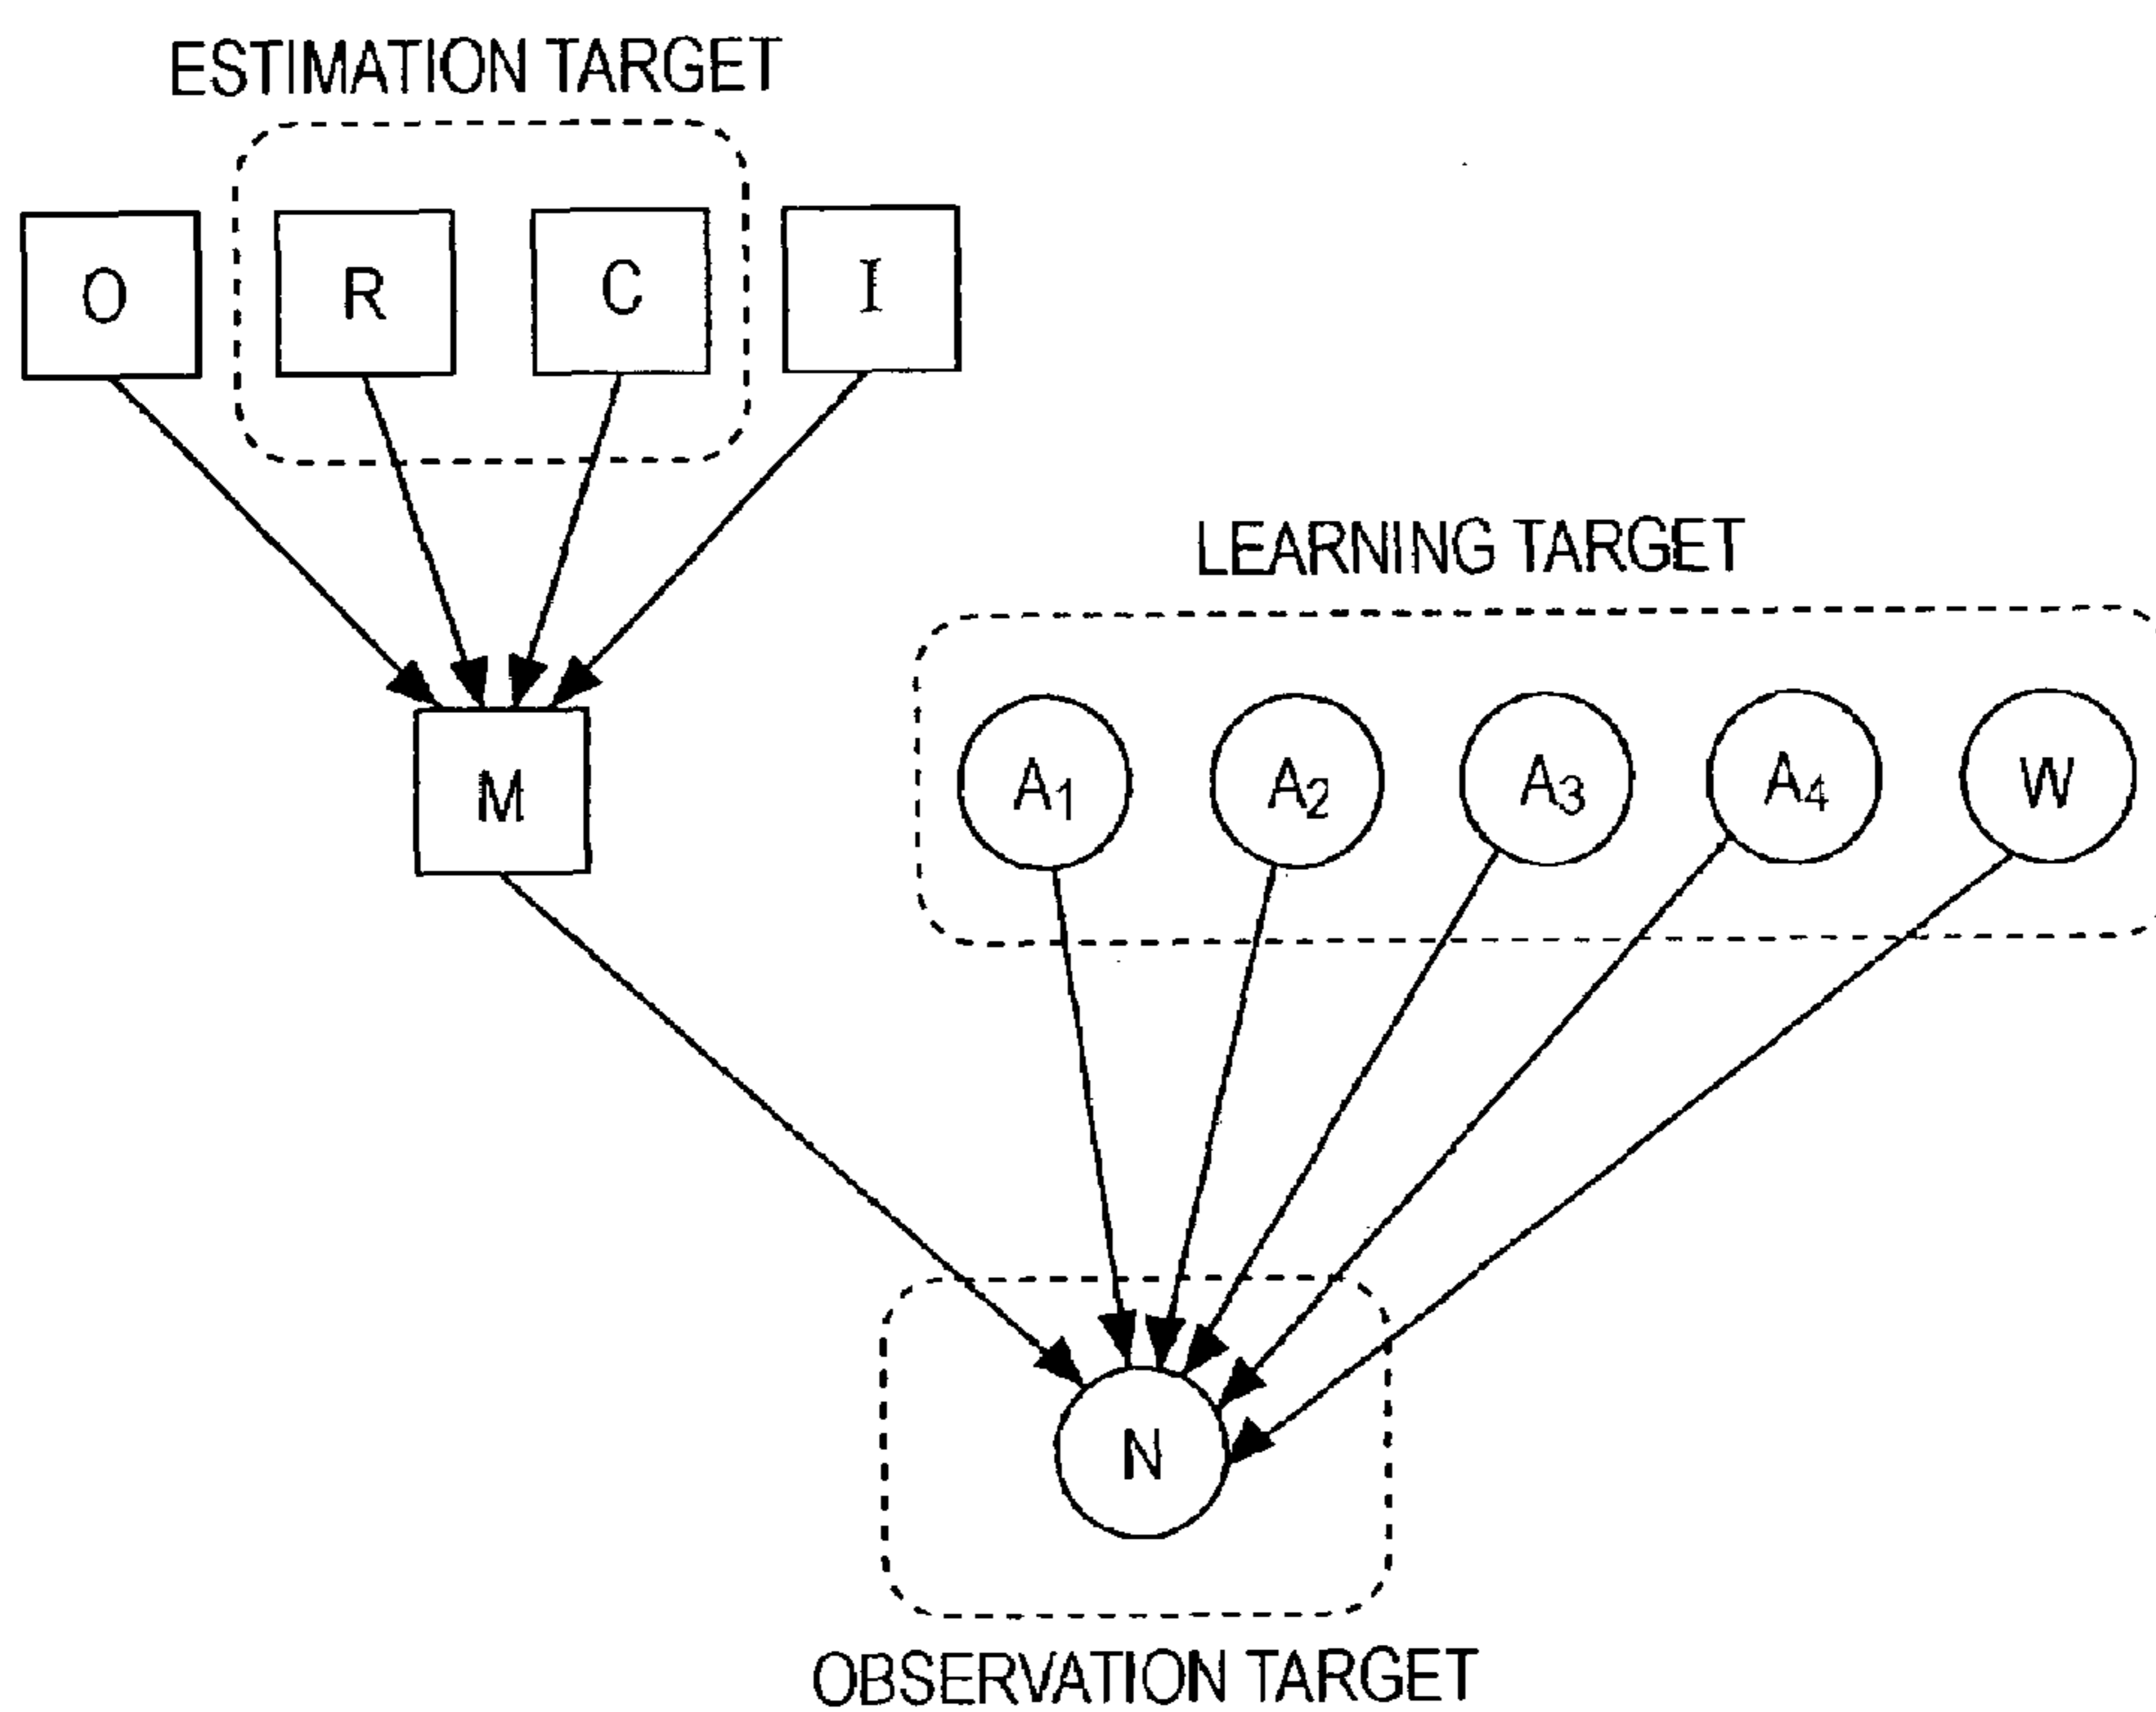 ESTIMATION TARGET
O R C I
LEARNING TARGET
M A1 A2 A3 A4 W
N
OBSERVATION TARGET